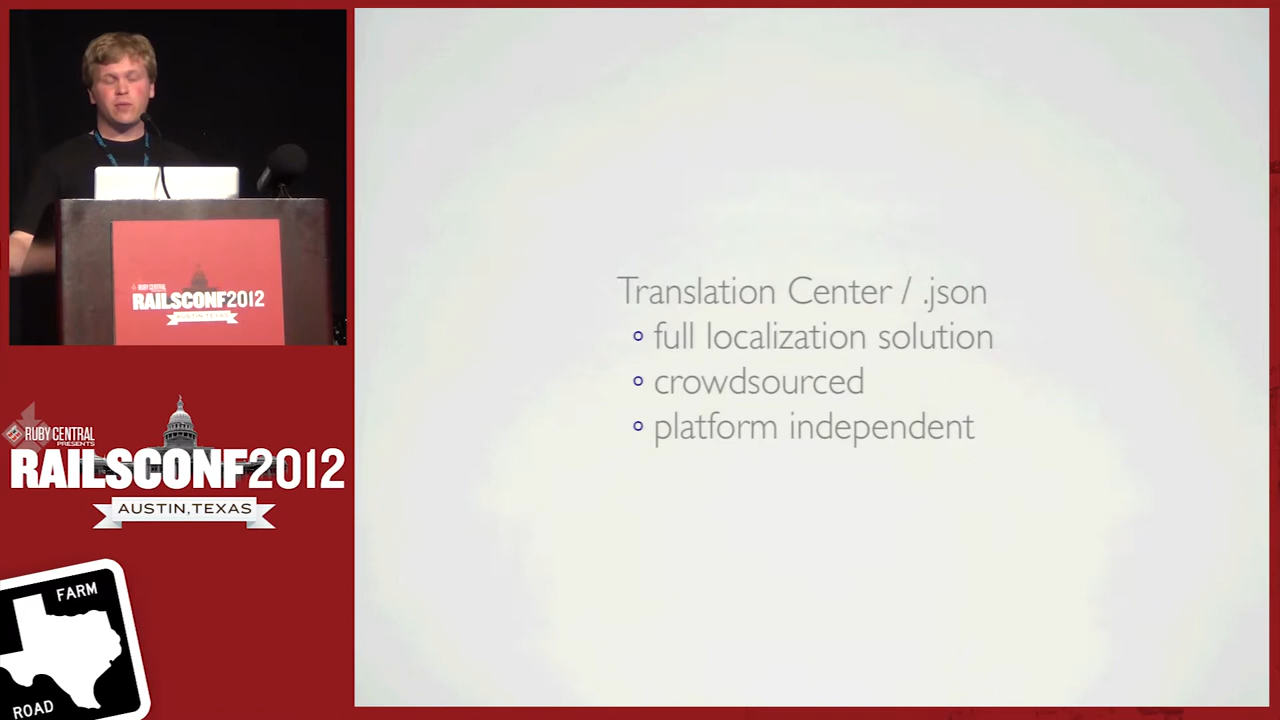 RUBY CENTRAL
RAILSCONF2012
AUSTIN, TEXAS
RUBY CENTRAL
PRESENTS
RAILSCONF2012
AUSTIN, TEXAS
FARM
ROAD
Translation Center / .json
full localization solution
crowdsourced
platform independent